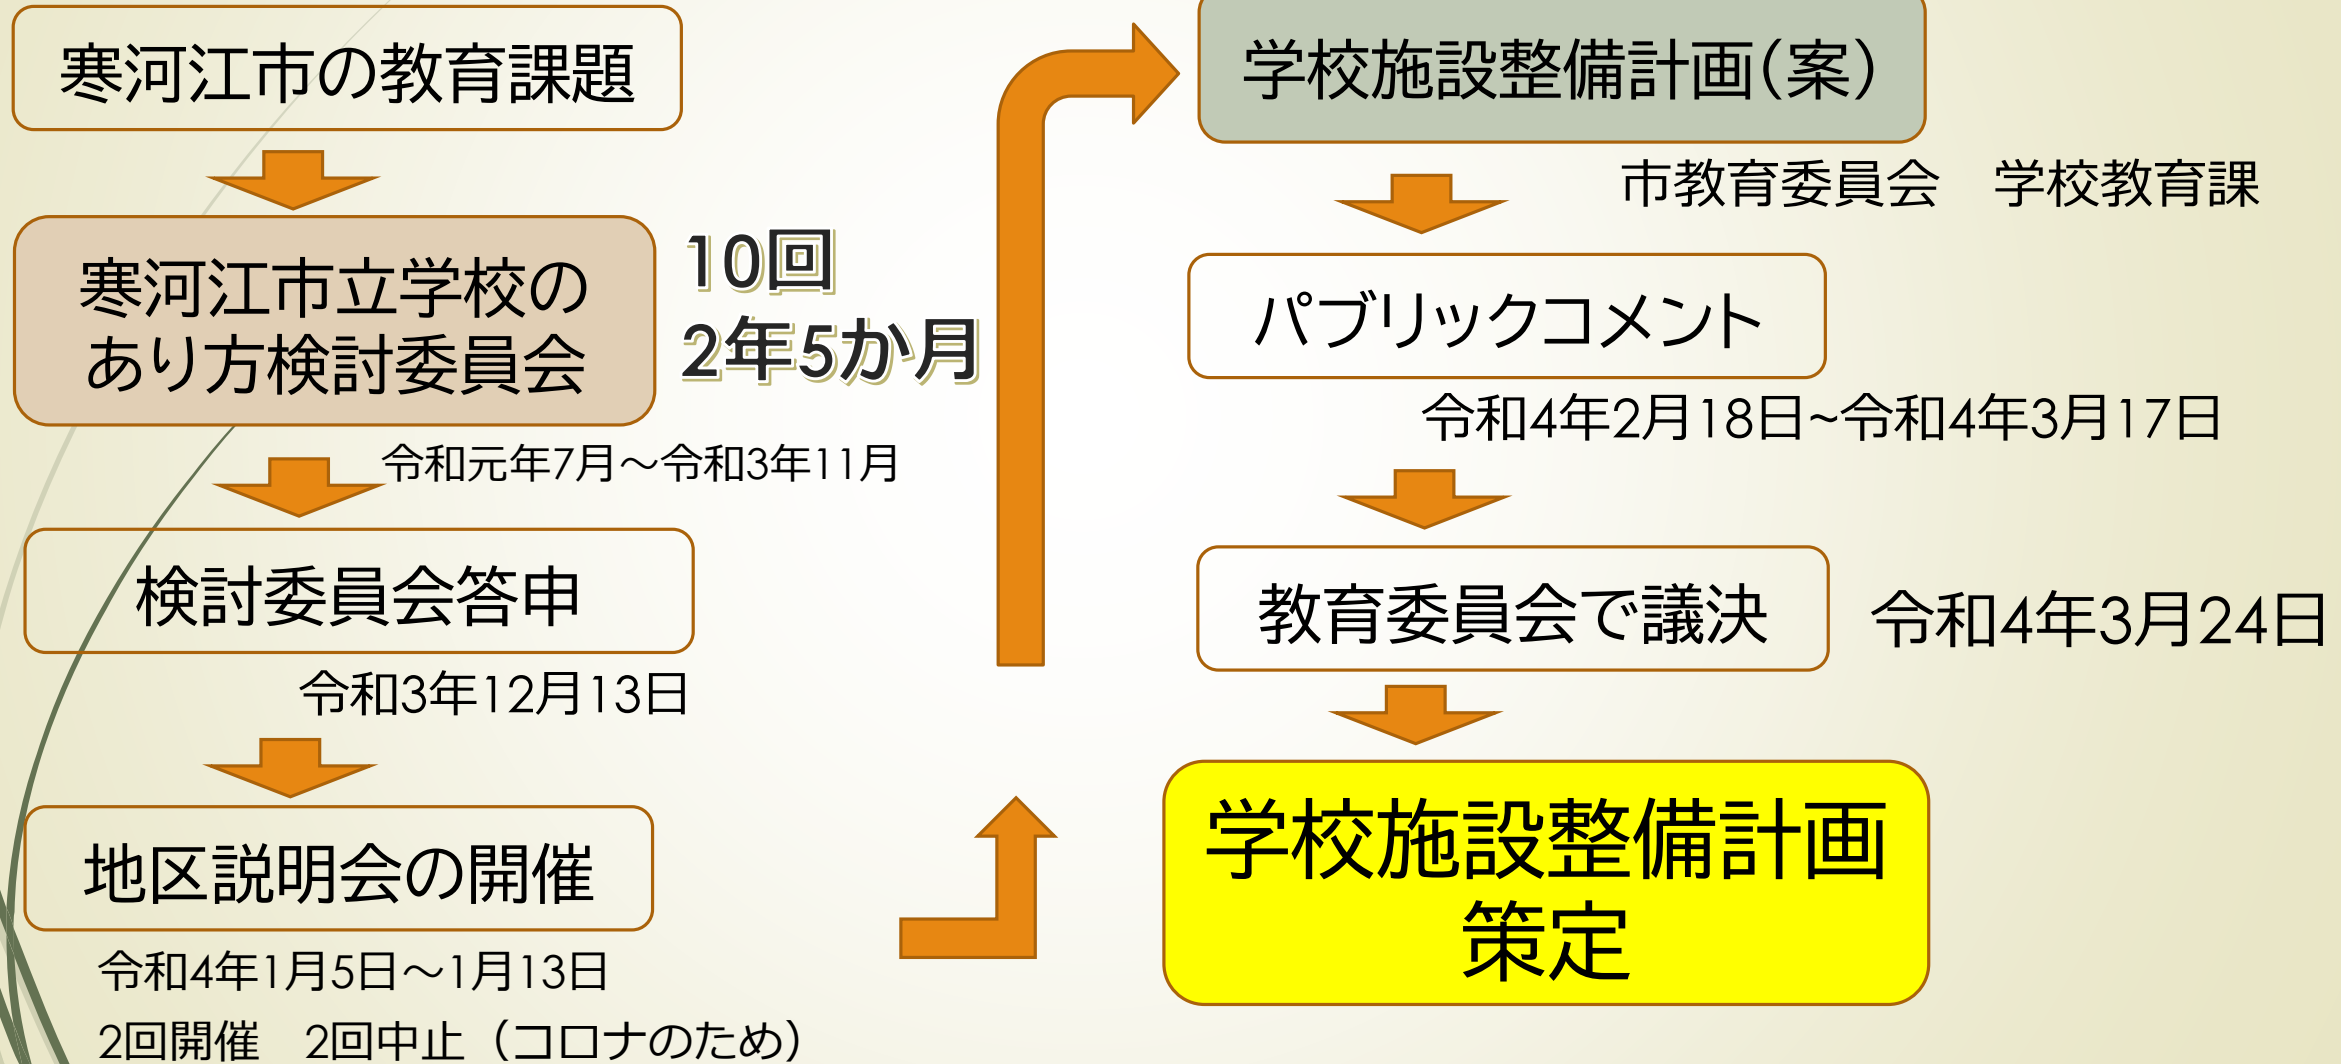 寒河江市の教育課題
寒河江市立学校の
あり方検討委員会
10回
2年5か月
令和元年7月～令和3年11月
検討委員会答申
令和3年12月13日
地区説明会の開催
令和4年1月5日～1月13日
2回開催　2回中止（コロナのため）
学校施設整備計画（案）
市教育委員会　学校教育課
パブリックコメント
令和4年2月18日~令和4年3月17日
教育委員会で議決
令和4年3月24日
学校施設整備計画
策定